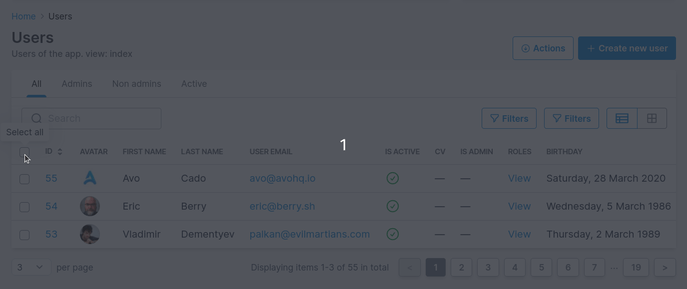 Home > Users
Users
Users of the app. view: index
Actions
+ Create new user
All Admins Non admins Active
Search
Filters Filters
Select all
1
ID AVATAR FIRST NAME LAST NAME USER EMAIL IS ACTIVE CV IS ADMIN ROLES BIRTHDAY
55 Avo Cado avo@avohq.io — — View Saturday, 28 March 2020
54 Eric Berry eric@berry.sh — — View Wednesday, 5 March 1986
53 Vladimir Dementyev palkan@evilmartians.com — — View Thursday, 2 March 1989
3 per page Displaying items 1-3 of 55 in total < 1 2 3 4 5 6 7 ... 19 >